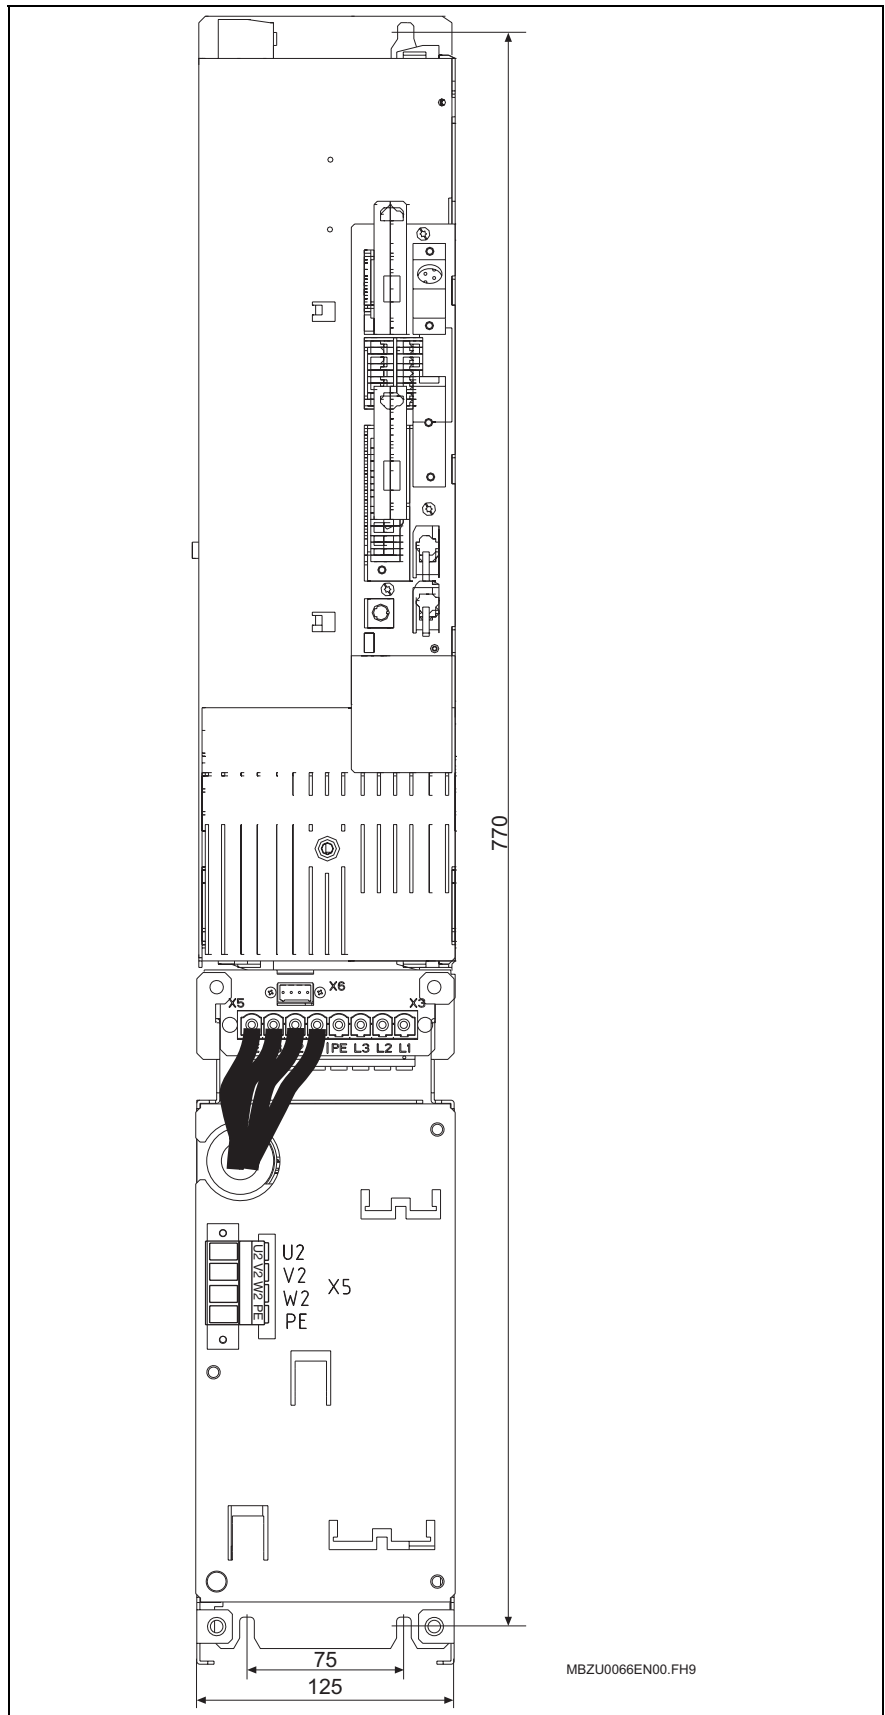 770
X6
X5
X3
PE L3 L2 L1
U2 U2
V2 V2
X5
W2 W2
PE PE
75
125
MBZU0066EN00.FH9